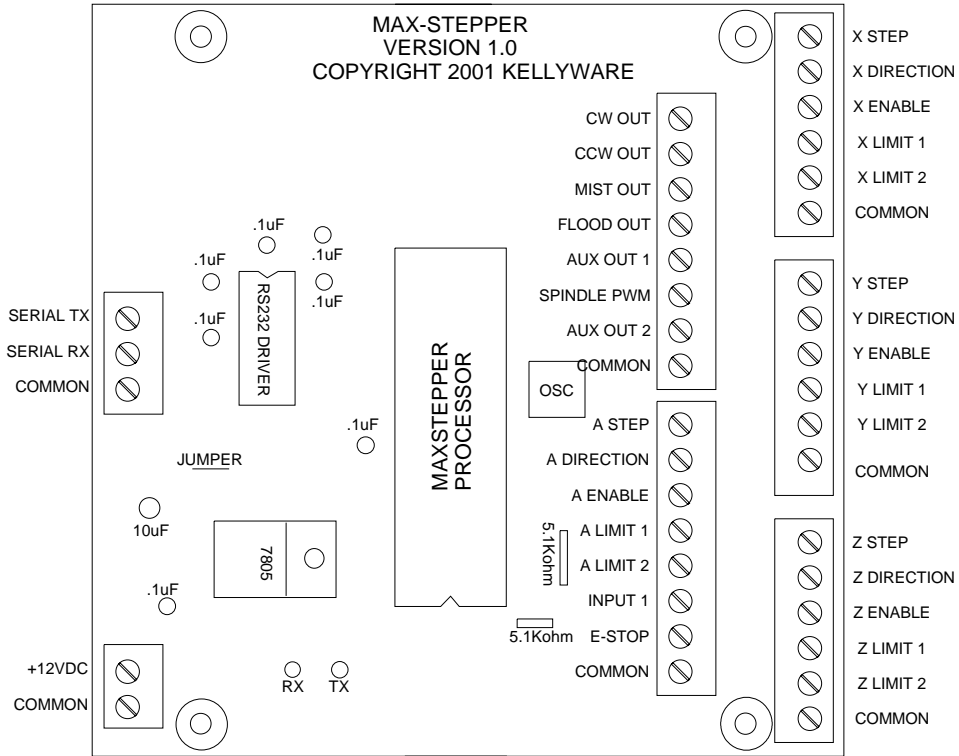 MAX-STEPPER
VERSION 1.0
COPYRIGHT 2001 KELLYWARE
X STEP
X DIRECTION
X ENABLE
X LIMIT 1
X LIMIT 2
COMMON
CW OUT
CCW OUT
MIST OUT
FLOOD OUT
AUX OUT 1
SPINDLE PWM
AUX OUT 2
COMMON
Y STEP
Y DIRECTION
Y ENABLE
Y LIMIT 1
Y LIMIT 2
COMMON
.1uF
.1uF
.1uF
.1uF
.1uF
RS232 DRIVER
SERIAL TX
SERIAL RX
COMMON
MAXSTEPPER
PROCESSOR
OSC
.1uF
JUMPER
10uF
7805
.1uF
A STEP
A DIRECTION
A ENABLE
A LIMIT 1
A LIMIT 2
INPUT 1
E-STOP
COMMON
5.1Kohm
5.1Kohm
Z STEP
Z DIRECTION
Z ENABLE
Z LIMIT 1
Z LIMIT 2
COMMON
+12VDC
COMMON
RX
TX